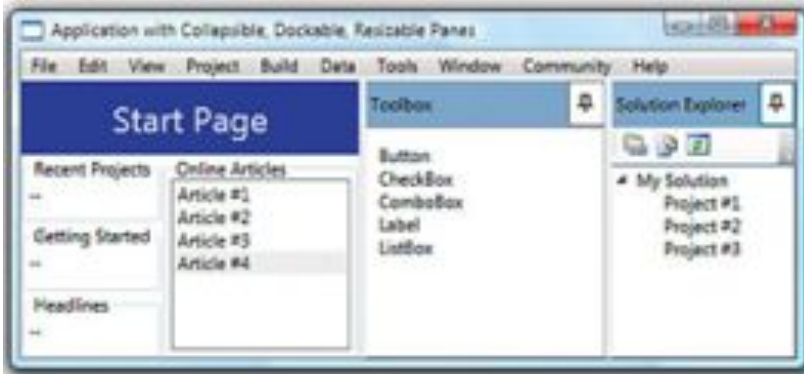 Application with Collapsible, Dockable, Resizable Panes
File Edit View Project Build Data Tools Window Community Help
Start Page
Recent Projects
--
Getting Started
--
Headlines
--
Online Articles
Article #1
Article #2
Article #3
Article #4
Toolbox
Button
CheckBox
ComboBox
Label
ListBox
Solution Explorer
My Solution
Project #1
Project #2
Project #3